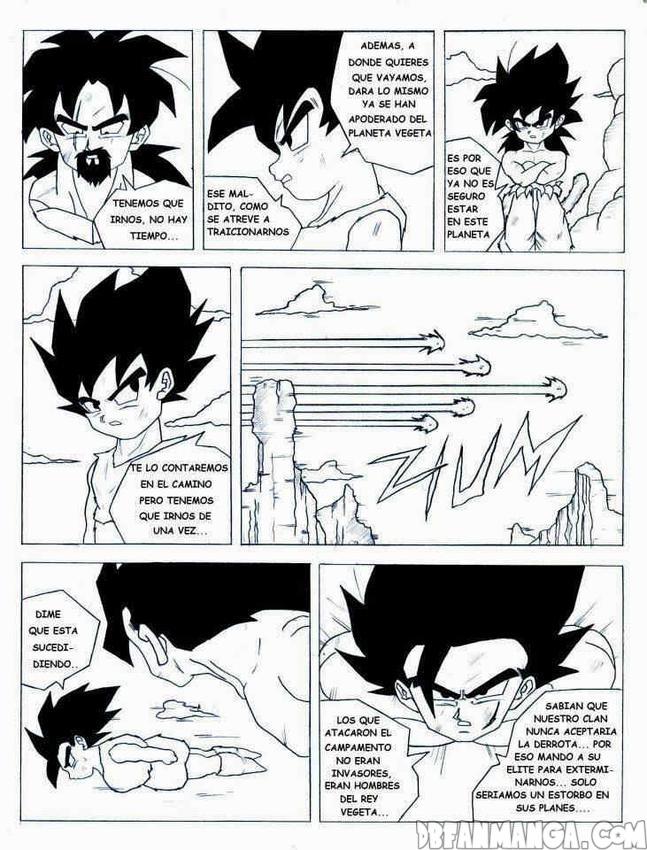 TENEMOS QUE
IRNOS, NO HAY
TIEMPO...
ADEMAS, A
DONDE QUIERES
QUE VAYAMOS,
DARA LO MISMO
YA SE HAN
APODERADO DEL
PLANETA VEGETA
ESE MAL-
DITO, COMO
SE ATREVE A
TRAICIONARNOS
ES POR
ESO QUE
YA NO ES
SEGURO
ESTAR
EN ESTE
PLANETA
TE LO CONTAREMOS
EN EL CAMINO
PERO TENEMOS
QUE IRNOS DE
UNA VEZ...
ZUM
DIME
QUE ESTA
SUCEDI-
DIENDO..
LOS QUE
ATACARON EL
CAMPAMENTO
NO ERAN
INVASORES,
ERAN HOMBRES
DEL REY
VEGETA...
SABIAN QUE
NUESTRO CLAN
NUNCA ACEPTARIA
LA DERROTA... POR
ESO MANDO A SU
ELITE PARA EXTERMI-
NARNOS... SOLO
SERIAMOS UN ESTORBO EN
SUS PLANES....
DBFANMANGA.COM